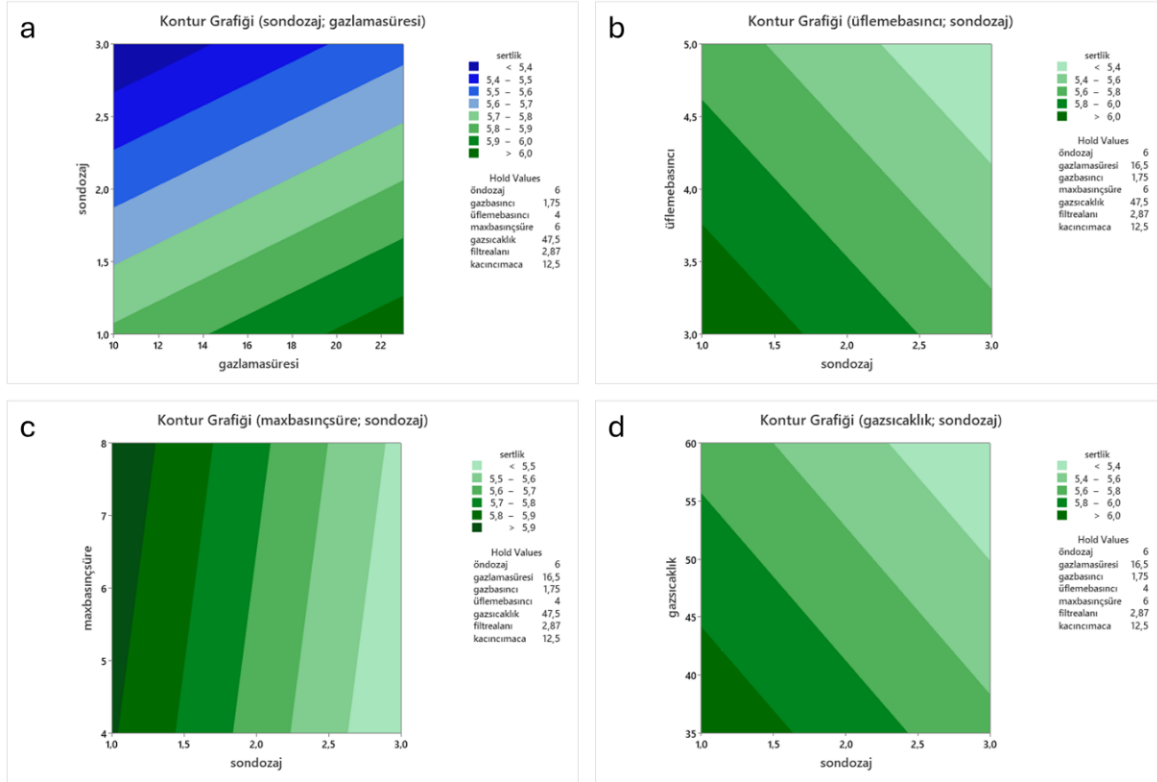 a
Kontur Grafiği (sondozaj; gazlamasüresi)
3,0
2,5
2,0
1,5
1,0
sondozaj
10 12 14 16 18 20 22
gazlamasüresi
sertlik
< 5,4
5,4 – 5,5
5,5 – 5,6
5,6 – 5,7
5,7 – 5,8
5,8 – 5,9
5,9 – 6,0
> 6,0
Hold Values
öndozaj 6
gazbasıncı 1,75
üflemebasıncı 4
maxbasınçsüre 6
gazsıcaklık 47,5
filtrealanı 2,87
kacıncımaca 12,5
b
Kontur Grafiği (üflemebasıncı; sondozaj)
5,0
4,5
4,0
3,5
3,0
üflemebasıncı
1,0 1,5 2,0 2,5 3,0
sondozaj
sertlik
< 5,4
5,4 – 5,6
5,6 – 5,8
5,8 – 6,0
> 6,0
Hold Values
öndozaj 6
gazlamasüresi 16,5
gazbasıncı 1,75
maxbasınçsüre 6
gazsıcaklık 47,5
filtrealanı 2,87
kacıncımaca 12,5
c
Kontur Grafiği (maxbasınçsüre; sondozaj)
8
7
6
5
4
maxbasınçsüre
1,0 1,5 2,0 2,5 3,0
sondozaj
sertlik
< 5,5
5,5 – 5,6
5,6 – 5,7
5,7 – 5,8
5,8 – 5,9
> 5,9
Hold Values
öndozaj 6
gazlamasüresi 16,5
gazbasıncı 1,75
üflemebasıncı 4
gazsıcaklık 47,5
filtrealanı 2,87
kacıncımaca 12,5
d
Kontur Grafiği (gazsıcaklık; sondozaj)
60
55
50
45
40
35
gazsıcaklık
1,0 1,5 2,0 2,5 3,0
sondozaj
sertlik
< 5,4
5,4 – 5,6
5,6 – 5,8
5,8 – 6,0
> 6,0
Hold Values
öndozaj 6
gazlamasüresi 16,5
gazbasıncı 1,75
üflemebasıncı 4
maxbasınçsüre 6
filtrealanı 2,87
kacıncımaca 12,5